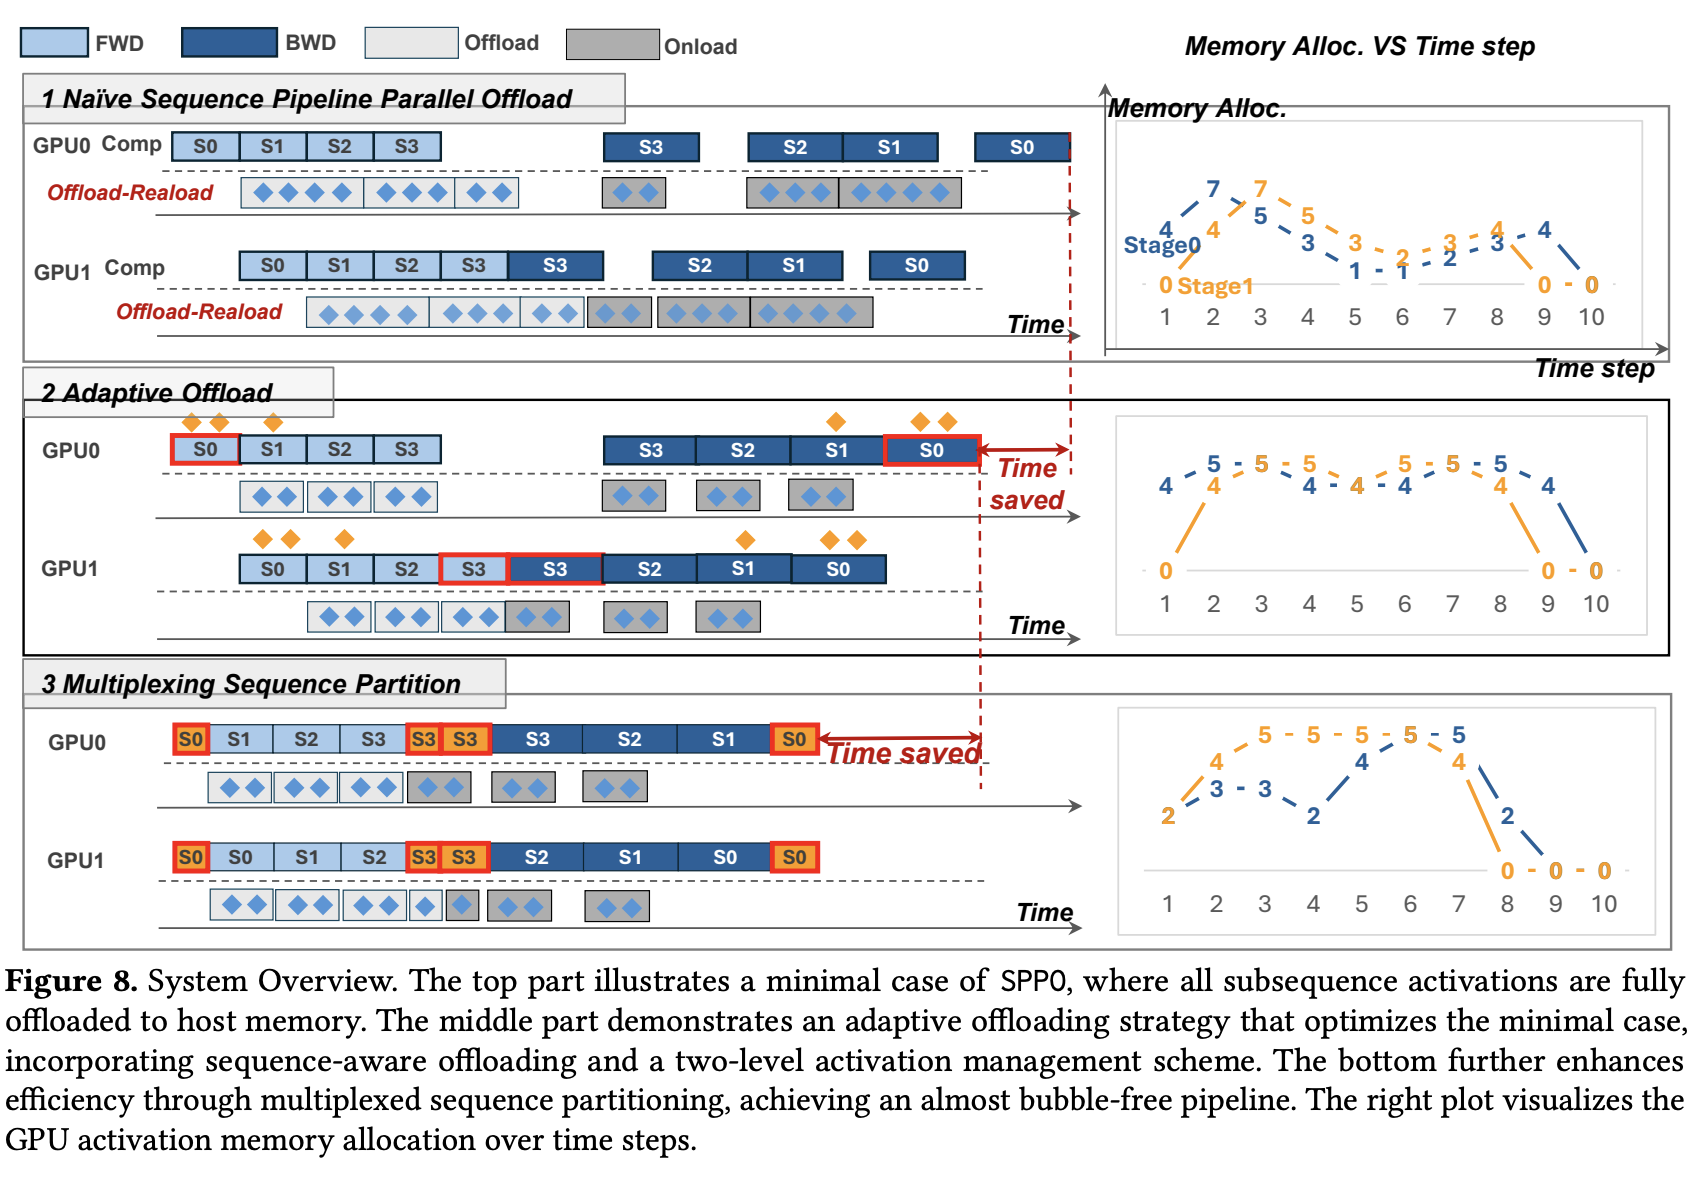 FWD BWD Offload Onload
Memory Alloc. VS Time step
1 Naïve Sequence Pipeline Parallel Offload
Memory Alloc.
GPU0 Comp S0 S1 S2 S3 S3 S2 S1 S0
Offload-Reaload
GPU1 Comp S0 S1 S2 S3 S3 S2 S1 S0
Offload-Reaload
Time
7 7
4 4 5 5 4 4
Stage0 3 3 3 3
2 2
1 1
0 Stage1 0 0
1 2 3 4 5 6 7 8 9 10
Time step
2 Adaptive Offload
GPU0 S0 S1 S2 S3 S3 S2 S1 S0
Time
saved
GPU1 S0 S1 S2 S3 S3 S2 S1 S0
Time
5 5 5 5 5 5
4 4 4 4 4 4 4
0 0 0
1 2 3 4 5 6 7 8 9 10
3 Multiplexing Sequence Partition
GPU0 S0 S1 S2 S3 S3 S3 S3 S2 S1 S0
Time saved
GPU1 S0 S0 S1 S2 S3 S3 S2 S1 S0 S0
Time
5 5 5 5 5
4 4 4
3 3
2 2 2
0 0 0
1 2 3 4 5 6 7 8 9 10
Figure 8. System Overview. The top part illustrates a minimal case of SPPO, where all subsequence activations are fully
offloaded to host memory. The middle part demonstrates an adaptive offloading strategy that optimizes the minimal case,
incorporating sequence-aware offloading and a two-level activation management scheme. The bottom further enhances
efficiency through multiplexed sequence partitioning, achieving an almost bubble-free pipeline. The right plot visualizes the
GPU activation memory allocation over time steps.